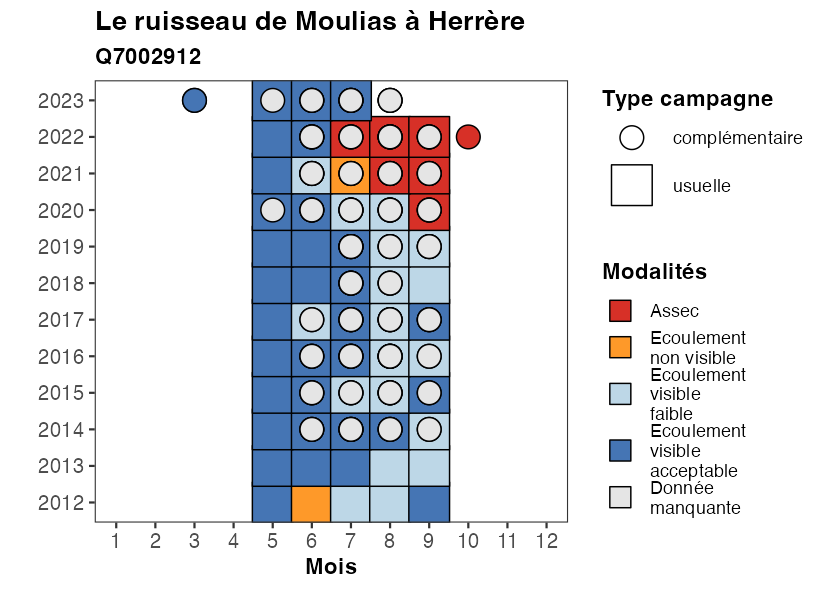 Le ruisseau de Moulias à Herrère
Q7002912
2023
2022
2021
2020
2019
2018
2017
2016
2015
2014
2013
2012
1 2 3 4 5 6 7 8 9 10 11 12
Mois
Type campagne
complémentaire
usuelle
Modalités
Assec
Ecoulement
non visible
Ecoulement
visible
faible
Ecoulement
visible
acceptable
Donnée
manquante